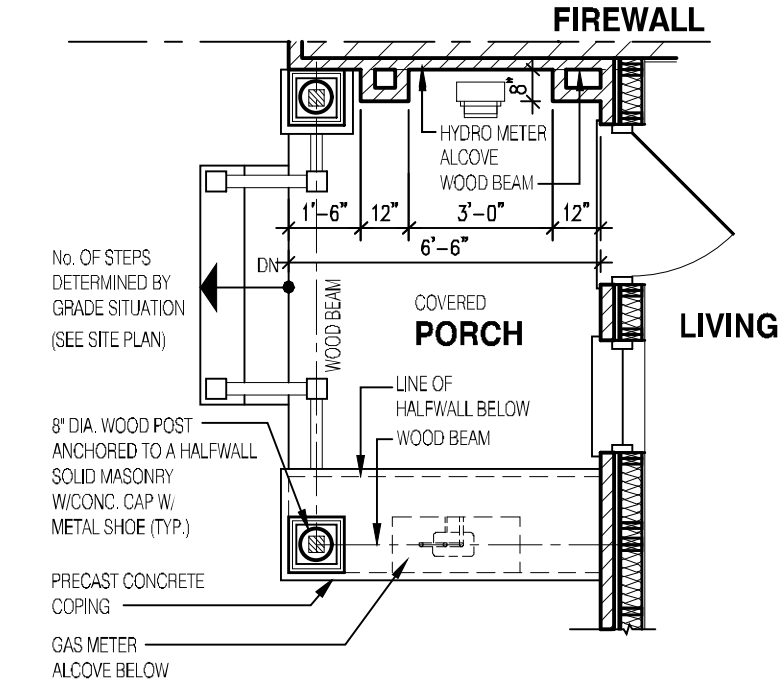 FIREWALL
8"
HYDRO METER
ALCOVE
WOOD BEAM
1'-6"
12"
3'-0"
12"
6'-6"
DN
No. OF STEPS
DETERMINED BY
GRADE SITUATION
(SEE SITE PLAN)
WOOD BEAM
COVERED
PORCH
LIVING
LINE OF
HALFWALL BELOW
WOOD BEAM
8" DIA. WOOD POST
ANCHORED TO A HALFWALL
SOLID MASONRY
W/CONC. CAP W/
METAL SHOE (TYP.)
PRECAST CONCRETE
COPING
GAS METER
ALCOVE BELOW